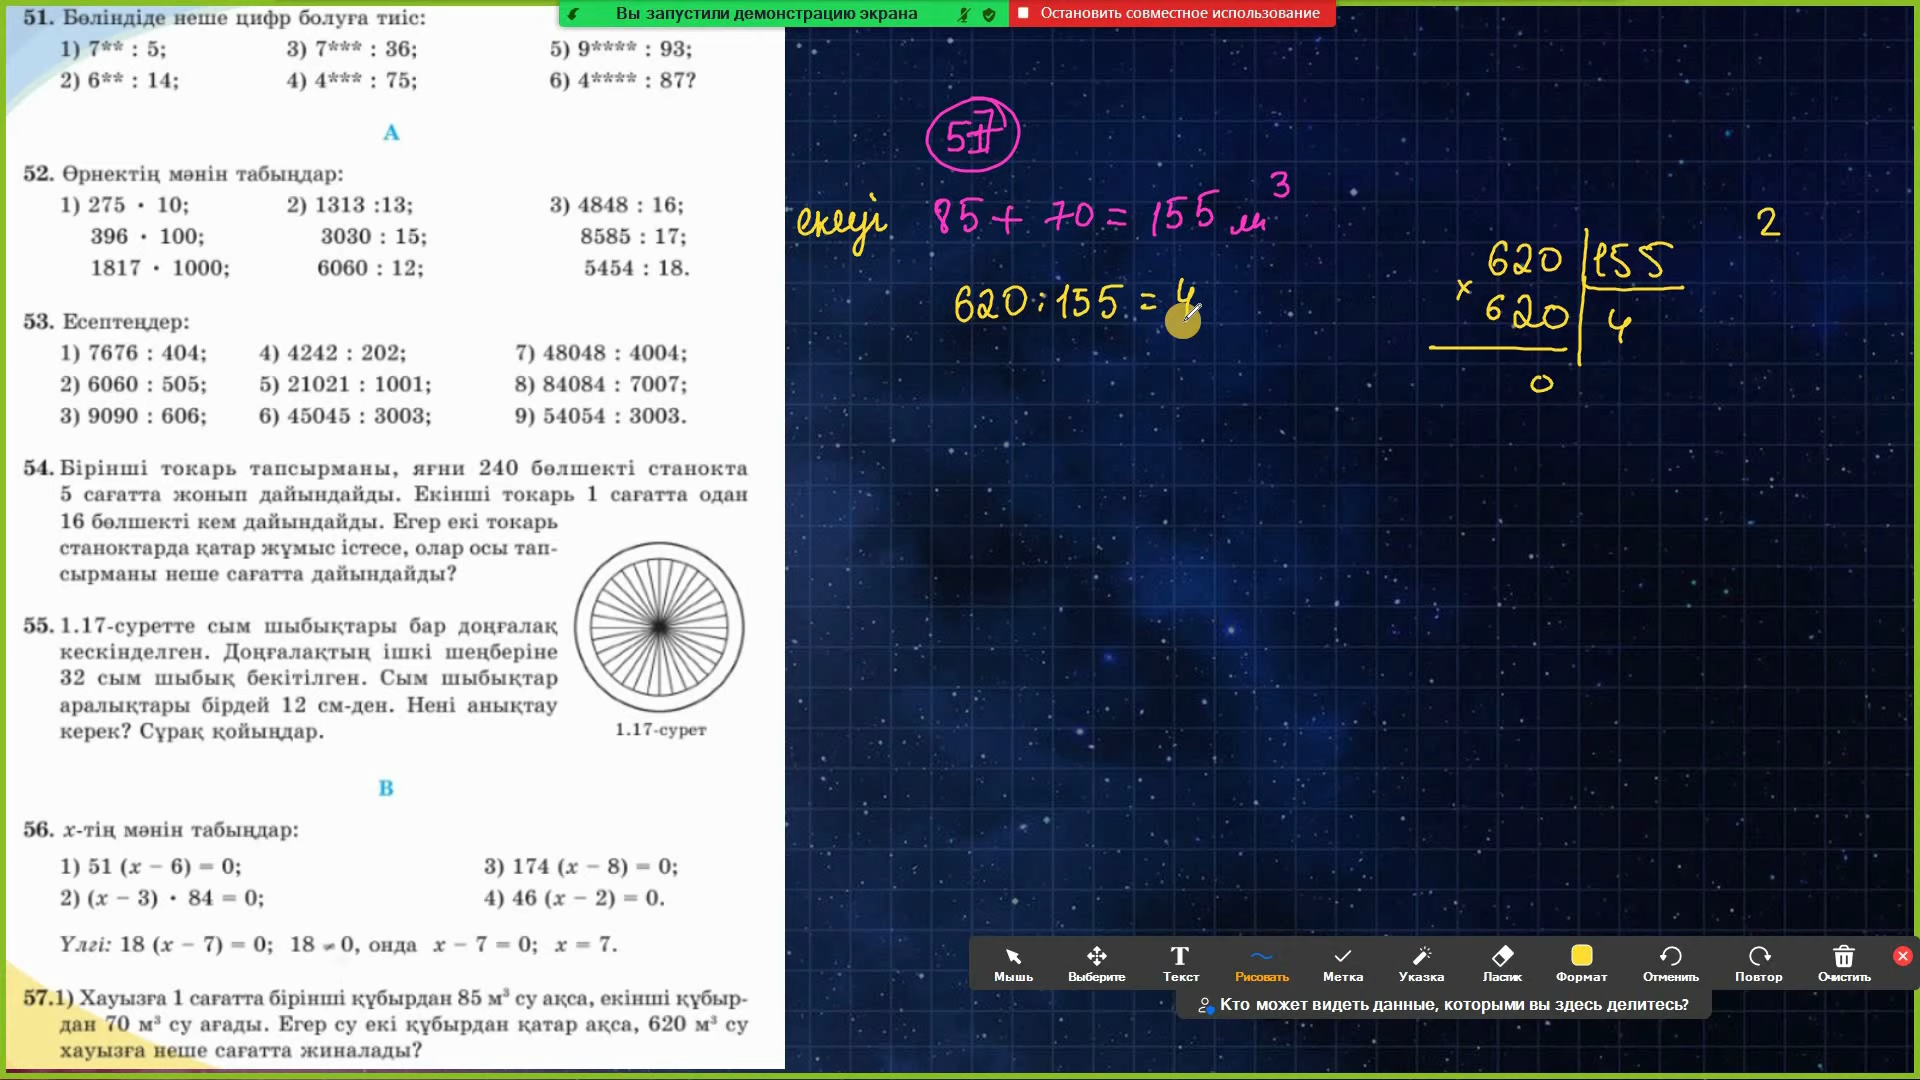 Вы запустили демонстрацию экрана
Остановить совместное использование
51. Бөліндіде неше цифр болуға тиіс:
1) 7** : 5; 3) 7*** : 36; 5) 9**** : 93;
2) 6** : 14; 4) 4*** : 75; 6) 4**** : 87?
А
52. Өрнектің мәнін табыңдар:
1) 275 · 10; 2) 1313 :13; 3) 4848 : 16;
396 · 100; 3030 : 15; 8585 : 17;
1817 · 1000; 6060 : 12; 5454 : 18.
53. Есептеңдер:
1) 7676 : 404; 4) 4242 : 202; 7) 48048 : 4004;
2) 6060 : 505; 5) 21021 : 1001; 8) 84084 : 7007;
3) 9090 : 606; 6) 45045 : 3003; 9) 54054 : 3003.
54. Бірінші токарь тапсырманы, яғни 240 бөлшекті станокта
5 сағатта жонып дайындайды. Екінші токарь 1 сағатта одан
16 бөлшекті кем дайындайды. Егер екі токарь
станоктарда қатар жұмыс істесе, олар осы тап-
сырманы неше сағатта дайындайды?
55. 1.17-суретте сым шыбықтары бар доңғалақ
кескінделген. Доңғалақтың ішкі шеңберіне
32 сым шыбық бекітілген. Сым шыбықтар
аралықтары бірдей 12 см-ден. Нені анықтау
керек? Сұрақ қойыңдар.
1.17-сурет
В
56. x-тің мәнін табыңдар:
1) 51 (x − 6) = 0; 3) 174 (x − 8) = 0;
2) (x − 3) · 84 = 0; 4) 46 (x − 2) = 0.
Үлгі: 18 (x − 7) = 0; 18 ≠ 0, онда x − 7 = 0; x = 7.
57.1) Хауызға 1 сағатта бірінші құбырдан 85 м³ су ақса, екінші құбыр-
дан 70 м³ су ағады. Егер су екі құбырдан қатар ақса, 620 м³ су
хауызға неше сағатта жиналады?
57
екеуі 85 + 70 = 155 м³
620 : 155 = 4
2
620 155
× 620 4
0
Мышь Выберите Текст Рисовать Метка Указка Ластик Формат Отменить Повтор Очистить
Кто может видеть данные, которыми вы здесь делитесь?